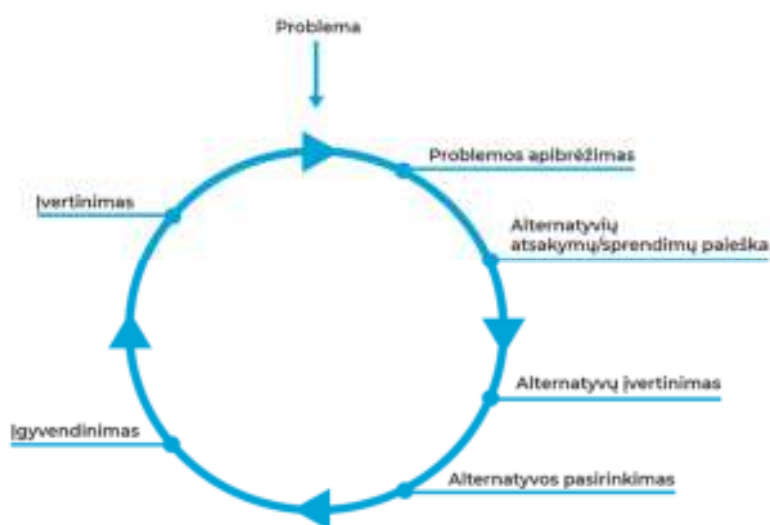 Problema
Problemos apibrėžimas
Alternatyvių
atsakymų/sprendimų paieška
Alternatyvų įvertinimas
Alternatyvos pasirinkimas
Įgyvendinimas
Įvertinimas